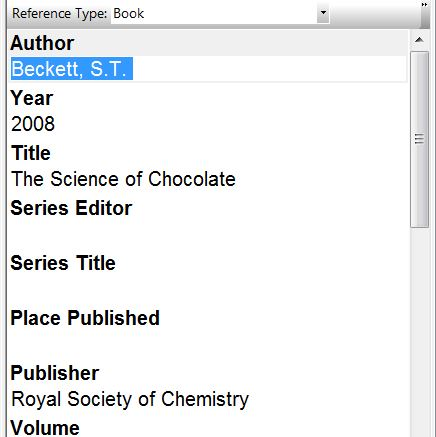 Reference Type: Book
Author
Beckett, S.T.
Year
2008
Title
The Science of Chocolate
Series Editor
Series Title
Place Published
Publisher
Royal Society of Chemistry
Volume